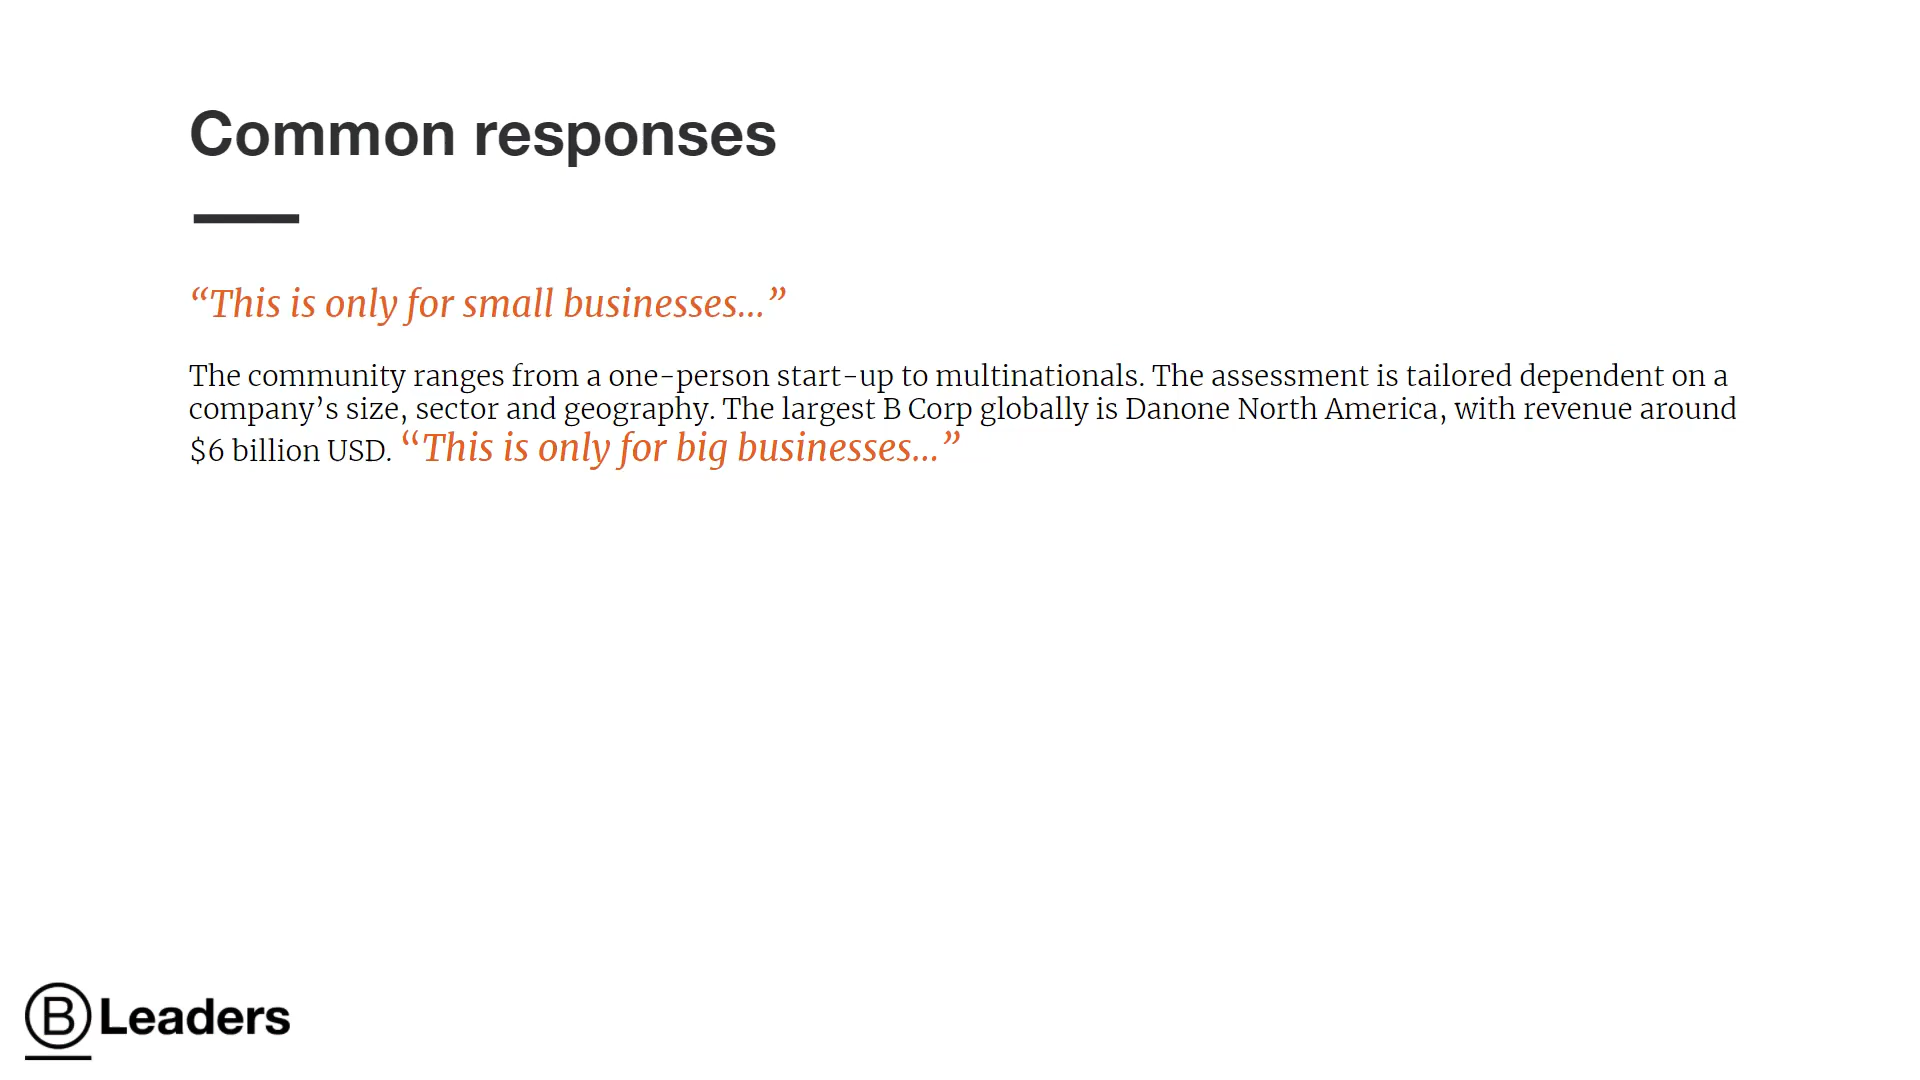 Common responses
“This is only for small businesses...”
The community ranges from a one-person start-up to multinationals. The assessment is tailored dependent on a
company’s size, sector and geography. The largest B Corp globally is Danone North America, with revenue around
$6 billion USD. “This is only for big businesses...”
B Leaders